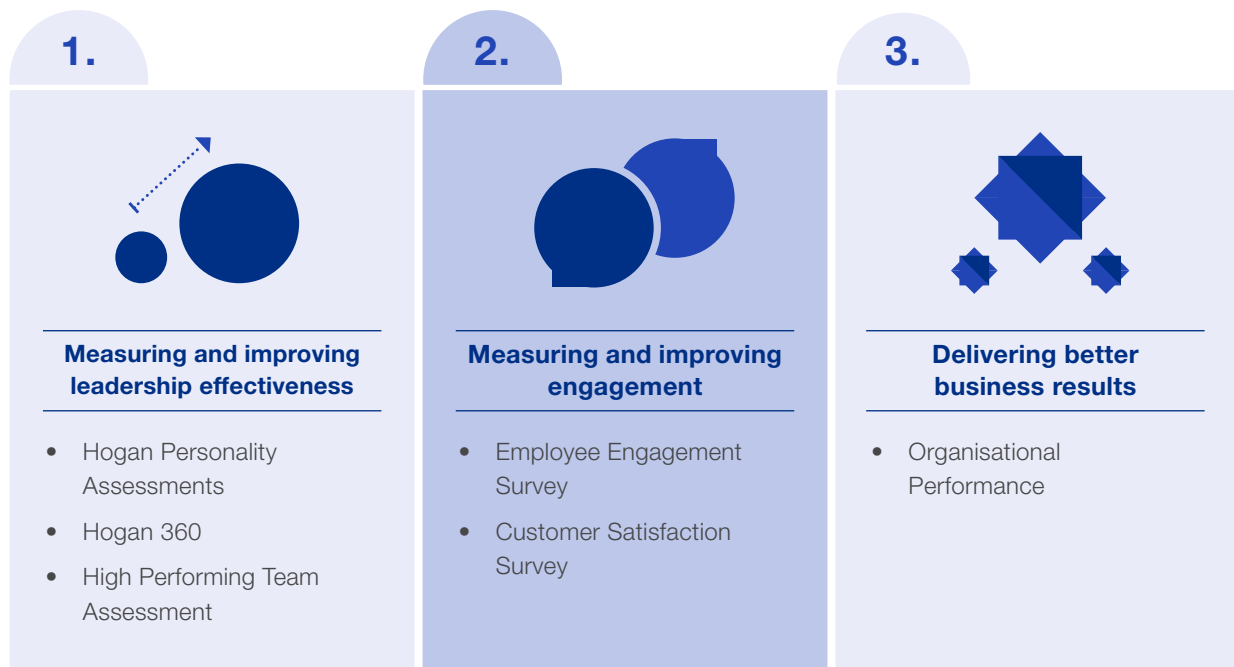 1.
Measuring and improving
leadership effectiveness
• Hogan Personality
Assessments
• Hogan 360
• High Performing Team
Assessment
2.
Measuring and improving
engagement
• Employee Engagement
Survey
• Customer Satisfaction
Survey
3.
Delivering better
business results
• Organisational
Performance